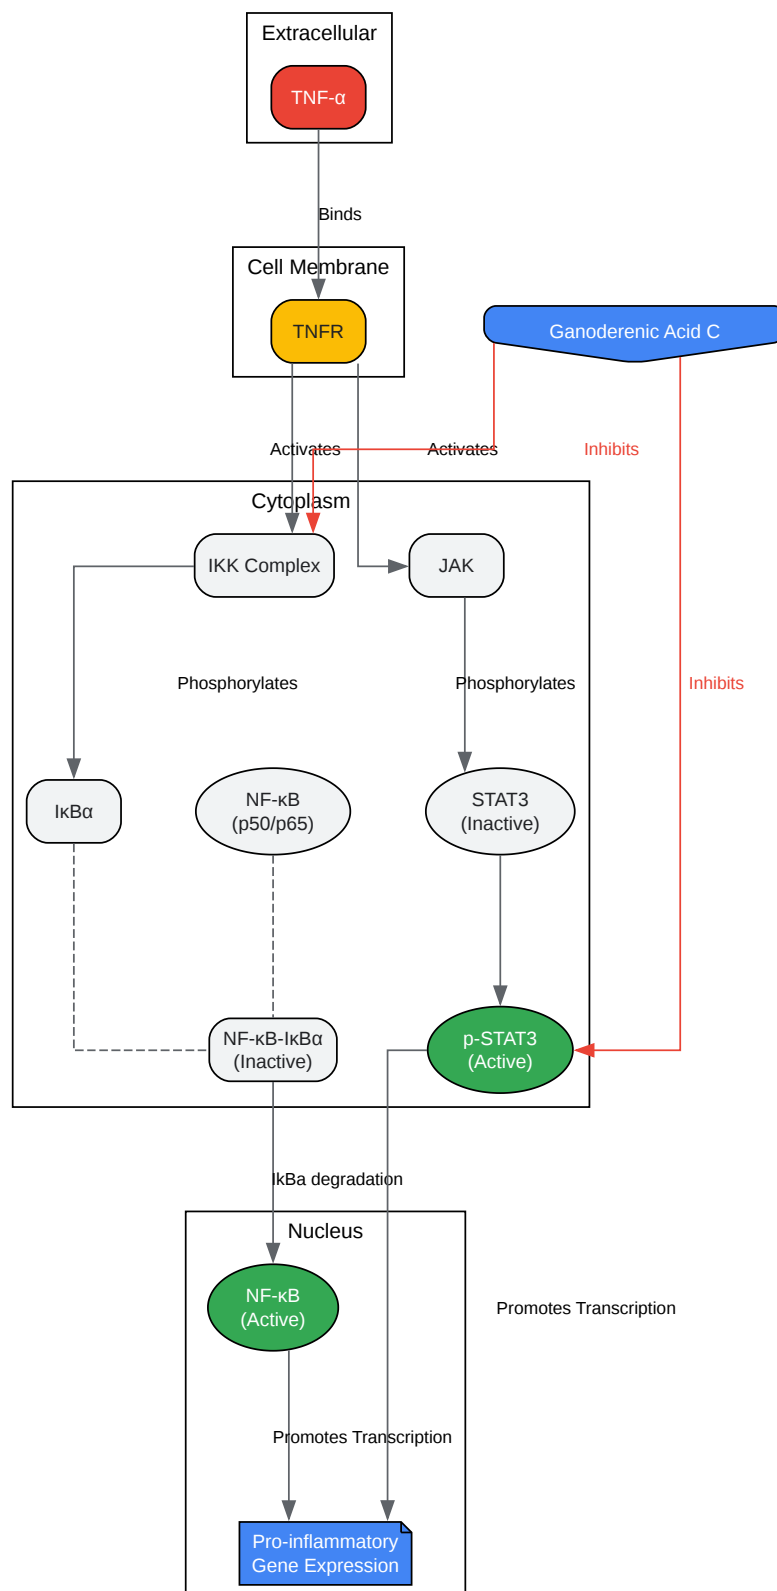 Extracellular
TNF-α
Binds
Cell Membrane
TNFR
Ganoderenic Acid C
Activates
Activates
Inhibits
Cytoplasm
IKK Complex
JAK
Phosphorylates
Phosphorylates
Inhibits
IκBα
NF-κB
(p50/p65)
STAT3
(Inactive)
NF-κB-IκBα
(Inactive)
p-STAT3
(Active)
IkBa degradation
Nucleus
NF-κB
(Active)
Promotes Transcription
Promotes Transcription
Pro-inflammatory
Gene Expression